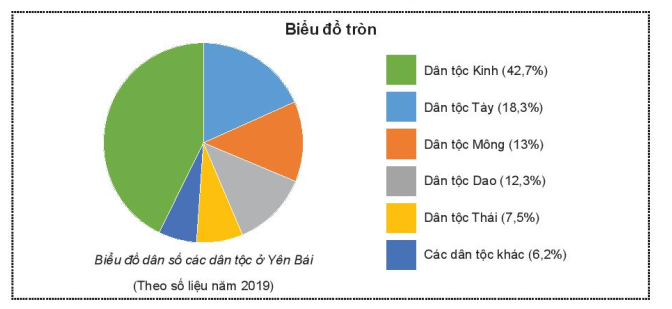 Biểu đồ tròn
Dân tộc Kinh (42,7%)
Dân tộc Tày (18,3%)
Dân tộc Mông (13%)
Dân tộc Dao (12,3%)
Dân tộc Thái (7,5%)
Các dân tộc khác (6,2%)
Biểu đồ dân số các dân tộc ở Yên Bái
(Theo số liệu năm 2019)